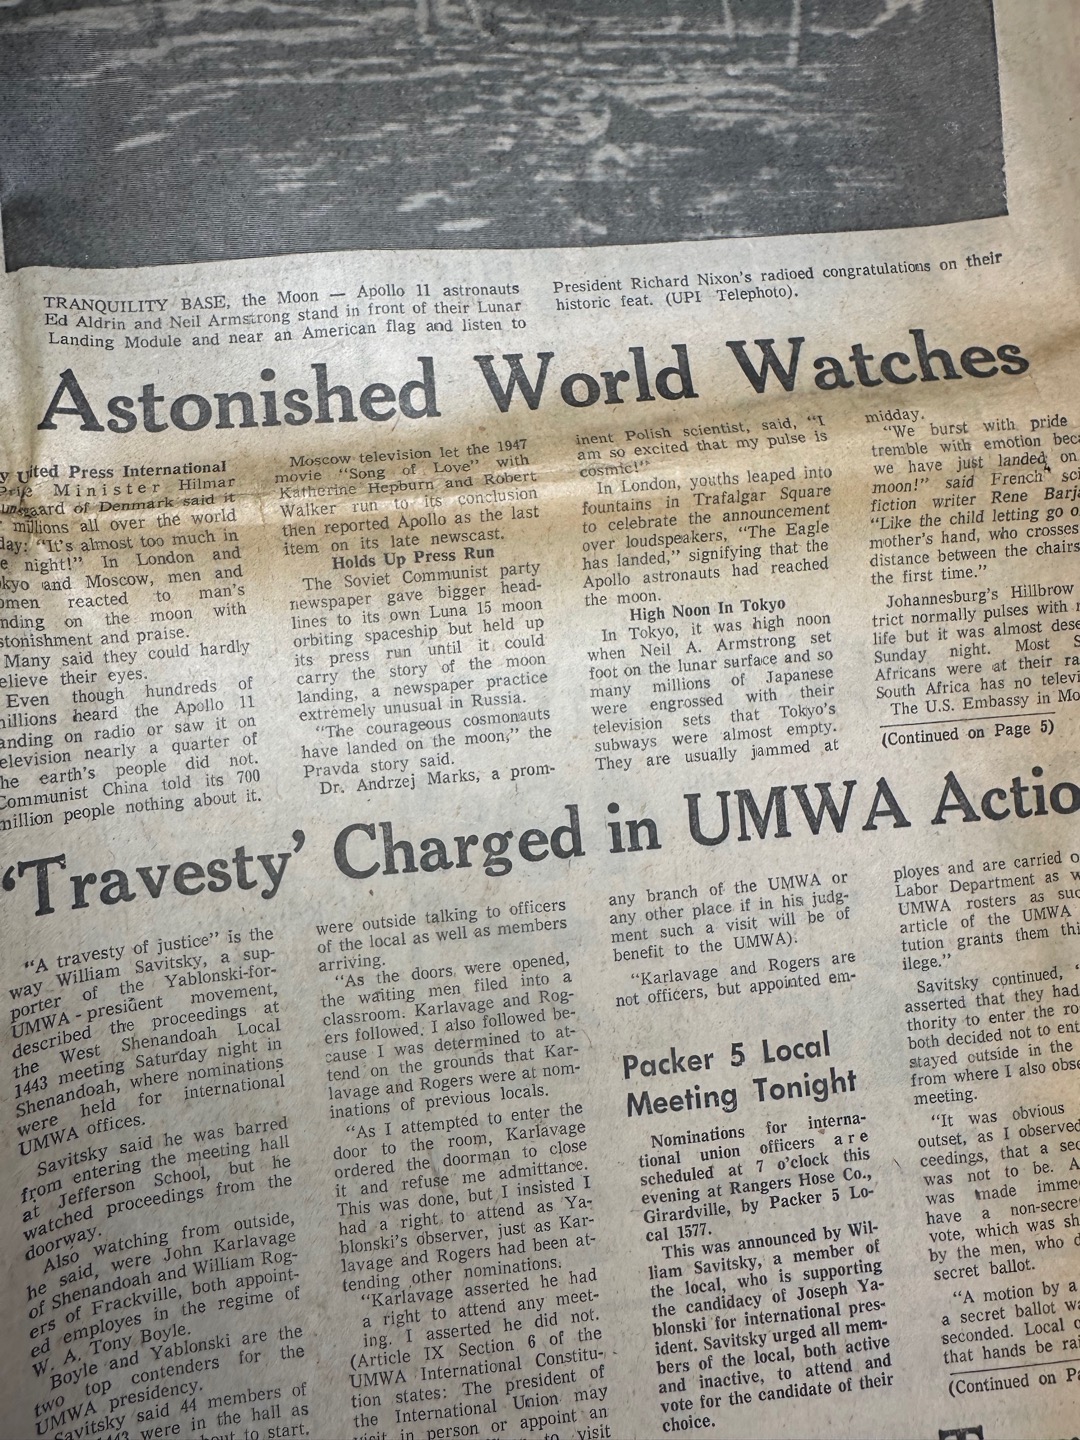 TRANQUILITY BASE, the Moon — Apollo 11 astronauts
Ed Aldrin and Neil Armstrong stand in front of their Lunar
Landing Module and near an American flag and listen to
President Richard Nixon's radioed congratulations on their
historic feat. (UPI Telephoto).
Astonished World Watches
y United Press International
Minister Hilmar
of Denmark said it
millions all over the world
day: "It's almost too much in
e night!" In London and
kyo and Moscow, men and
omen reacted to man's
nding on the moon with
stonishment and praise.
Many said they could hardly
elieve their eyes.
Even though hundreds of
illions heard the Apollo 11
anding on radio or saw it on
elevision nearly a quarter of
he earth's people did not.
Communist China told its 700
million people nothing about it.
Moscow television let the 1947
movie "Song of Love" with
Katherine Hepburn and Robert
Walker run to its conclusion
then reported Apollo as the last
item on its late newscast.
Holds Up Press Run
The Soviet Communist party
newspaper gave bigger head-
lines to its own Luna 15 moon
orbiting spaceship but held up
its press run until it could
carry the story of the moon
landing, a newspaper practice
extremely unusual in Russia.
"The courageous cosmonauts
have landed on the moon," the
Pravda story said.
Dr. Andrzej Marks, a prom-
inent Polish scientist, said, "I
am so excited that my pulse is
cosmic!"
In London, youths leaped into
fountains in Trafalgar Square
to celebrate the announcement
over loudspeakers, "The Eagle
has landed," signifying that the
Apollo astronauts had reached
the moon.
High Noon In Tokyo
In Tokyo, it was high noon
when Neil A. Armstrong set
foot on the lunar surface and so
many millions of Japanese
were engrossed with their
television sets that Tokyo's
subways were almost empty.
They are usually jammed at
midday.
"We burst with pride
tremble with emotion beca
we have just landed on
moon!" said French sci
fiction writer Rene Barja
"Like the child letting go o
mother's hand, who crosses
distance between the chairs
the first time."
Johannesburg's Hillbrow
trict normally pulses with
life but it was almost dese
Sunday night. Most S
Africans were at their ra
South Africa has no televi
The U.S. Embassy in Mo
(Continued on Page 5)
'Travesty' Charged in UMWA Actio
"A travesty of justice" is the
way William Savitsky, a sup-
porter of the Yablonski-for-
UMWA - president movement,
described the proceedings at
the West Shenandoah Local
1443 meeting Saturday night in
Shenandoah, where nominations
were held for international
UMWA offices.
Savitsky said he was barred
from entering the meeting hall
at Jefferson School, but he
watched proceedings from the
doorway.
Also watching from outside,
he said, were John Karlavage
of Shenandoah and William Rog-
ers of Frackville, both appoint-
ed employes in the regime of
W. A. Tony Boyle.
Boyle and Yablonski are the
two top contenders for the
UMWA presidency.
Savitsky said 44 members of
1443 were in the hall as
to start.
were outside talking to officers
of the local as well as members
arriving.
"As the doors were opened,
the waiting men filed into a
classroom. Karlavage and Rog-
ers followed. I also followed be-
cause I was determined to at-
tend on the grounds that Kar-
lavage and Rogers were at nom-
inations of previous locals.
"As I attempted to enter the
door to the room, Karlavage
ordered the doorman to close
it and refuse me admittance.
This was done, but I insisted I
had a right to attend as Ya-
blonski's observer, just as Kar-
lavage and Rogers had been at-
tending other nominations.
"Karlavage asserted he had
a right to attend any meet-
ing. I asserted he did not.
(Article IX Section 6 of the
UMWA International Constitu-
tion states: The president of
the International Union may
visit in person or appoint an
to visit
any branch of the UMWA or
any other place if in his judg-
ment such a visit will be of
benefit to the UMWA).
"Karlavage and Rogers are
not officers, but appointed em-
Packer 5 Local
Meeting Tonight
Nominations for interna-
tional union officers are
scheduled at 7 o'clock this
evening at Rangers Hose Co.,
Girardville, by Packer 5 Lo-
cal 1577.
This was announced by Wil-
liam Savitsky, a member of
the local, who is supporting
the candidacy of Joseph Ya-
blonski for international pres-
ident. Savitsky urged all mem-
bers of the local, both active
and inactive, to attend and
vote for the candidate of their
choice.
ployes and are carried o
Labor Department as w
UMWA rosters as suc
article of the UMWA
tution grants them thi
ilege."
Savitsky continued, "
asserted that they had
thority to enter the ro
both decided not to ent
stayed outside in the
from where I also obse
meeting.
"It was obvious
outset, as I observed
ceedings, that a sec
was not to be. A
was made imme
have a non-secre
vote, which was sh
by the men, who d
secret ballot.
"A motion by a
a secret ballot wa
seconded. Local o
that hands be rai
(Continued on Pa